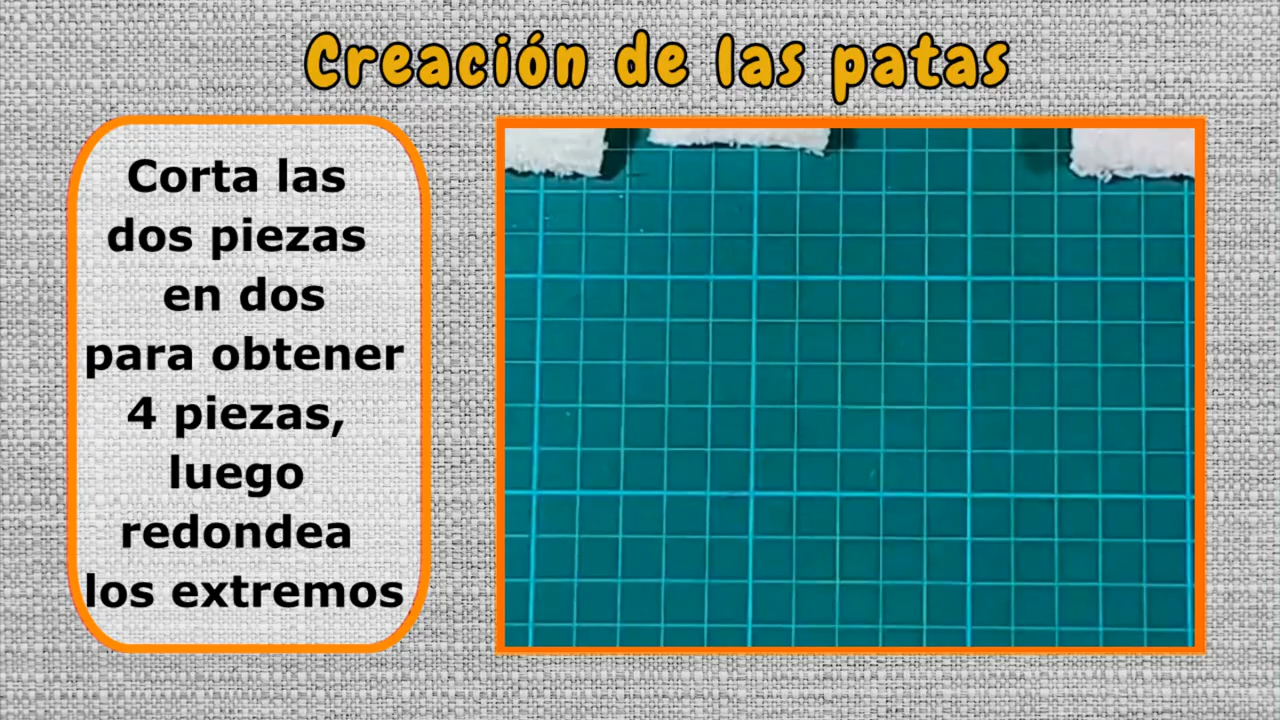 Creación de las patas
Corta las
dos piezas
en dos
para obtener
4 piezas,
luego
redondea
los extremos